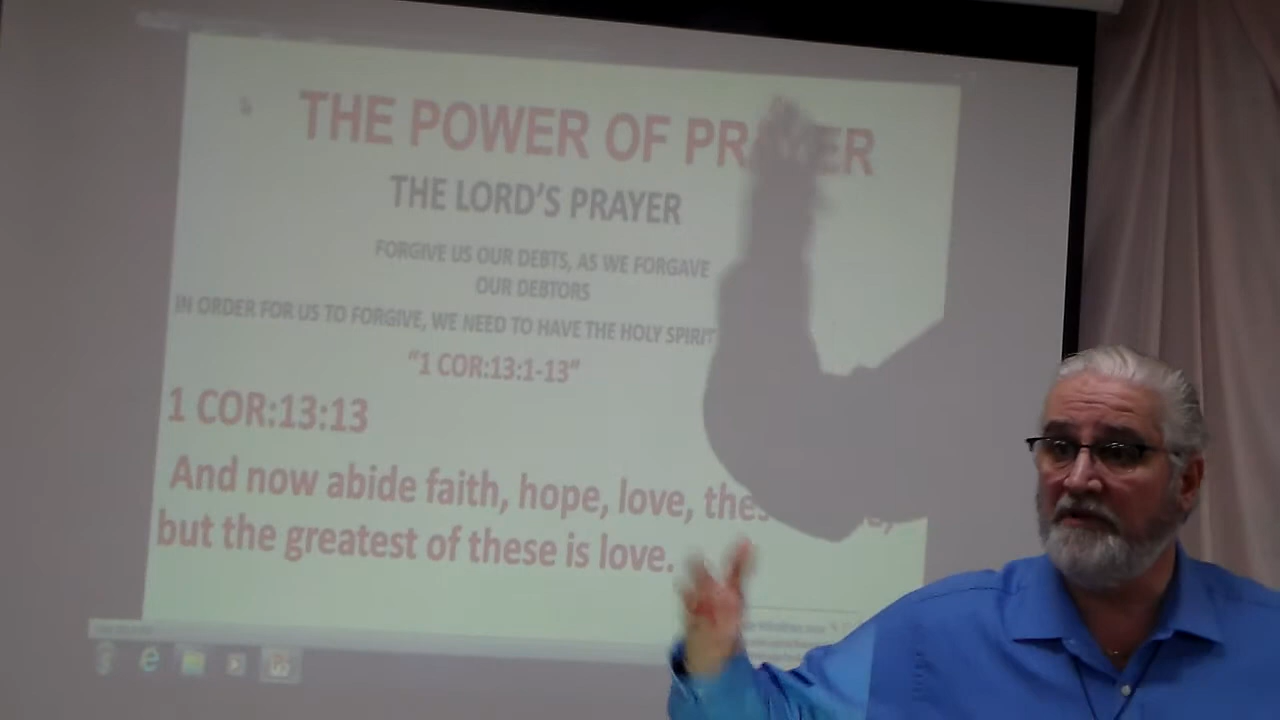 THE POWER OF PRAYER
THE LORD'S PRAYER
FORGIVE US OUR DEBTS, AS WE FORGAVE
OUR DEBTORS
IN ORDER FOR US TO FORGIVE, WE NEED TO HAVE THE HOLY SPIRIT
"1 COR:13:1-13"
1 COR:13:13
And now abide faith, hope, love, these
but the greatest of these is love.